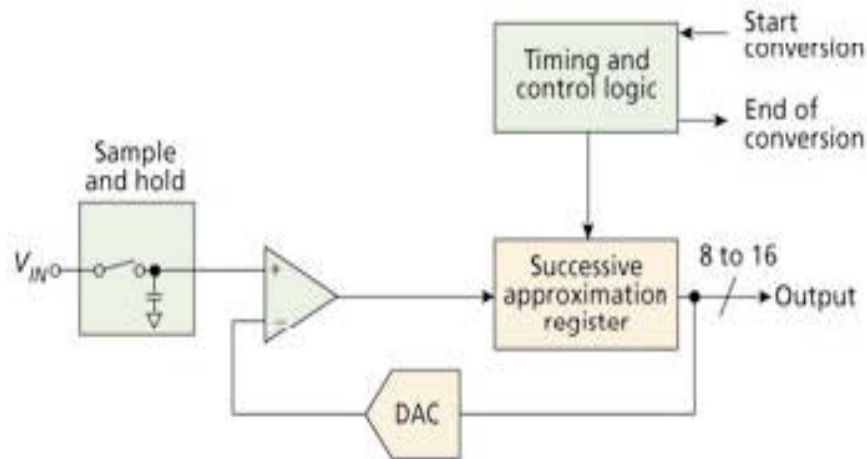 Start
conversion
Timing and
control logic
End of
conversion
Sample
and hold
V_IN
+
−
Successive
approximation
register
8 to 16
Output
DAC